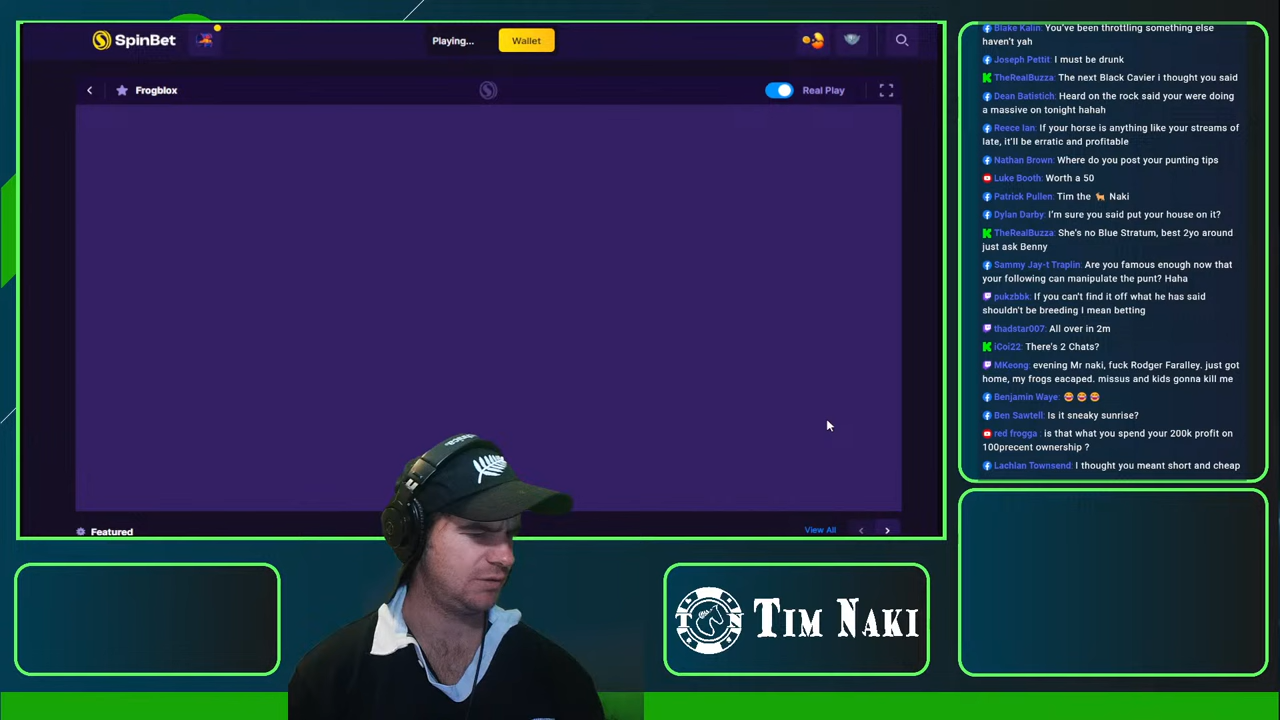 SpinBet
Playing...
Wallet
Frogblox
Real Play
Featured
View All
TIM NAKI
Blake Kalin: You've been throttling something else
haven't yah
Joseph Pettit: I must be drunk
TheRealBuzza: The next Black Cavier i thought you said
Dean Batistich: Heard on the rock said your were doing
a massive on tonight hahah
Reece Ian: If your horse is anything like your streams of
late, it'll be erratic and profitable
Nathan Brown: Where do you post your punting tips
Luke Booth: Worth a 50
Patrick Pullen: Tim the 🐐 Naki
Dylan Darby: I'm sure you said put your house on it?
TheRealBuzza: She's no Blue Stratum, best 2yo around
just ask Benny
Sammy Jay-t Traplin: Are you famous enough now that
your following can manipulate the punt? Haha
pukzbbk: If you can't find it off what he has said
shouldn't be breeding I mean betting
thadstar007: All over in 2m
iCoi22: There's 2 Chats?
MKeong: evening Mr naki, fuck Rodger Faralley. just got
home, my frogs eacaped. missus and kids gonna kill me
Benjamin Waye:
Ben Sawtell: Is it sneaky sunrise?
red frogga : is that what you spend your 200k profit on
100precent ownership ?
Lachlan Townsend: I thought you meant short and cheap